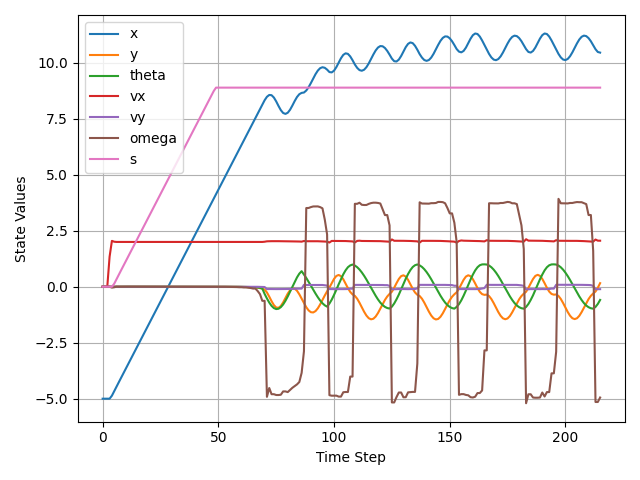 x
y
theta
vx
vy
omega
s
State Values
10.0
7.5
5.0
2.5
0.0
−2.5
−5.0
0
50
100
150
200
Time Step